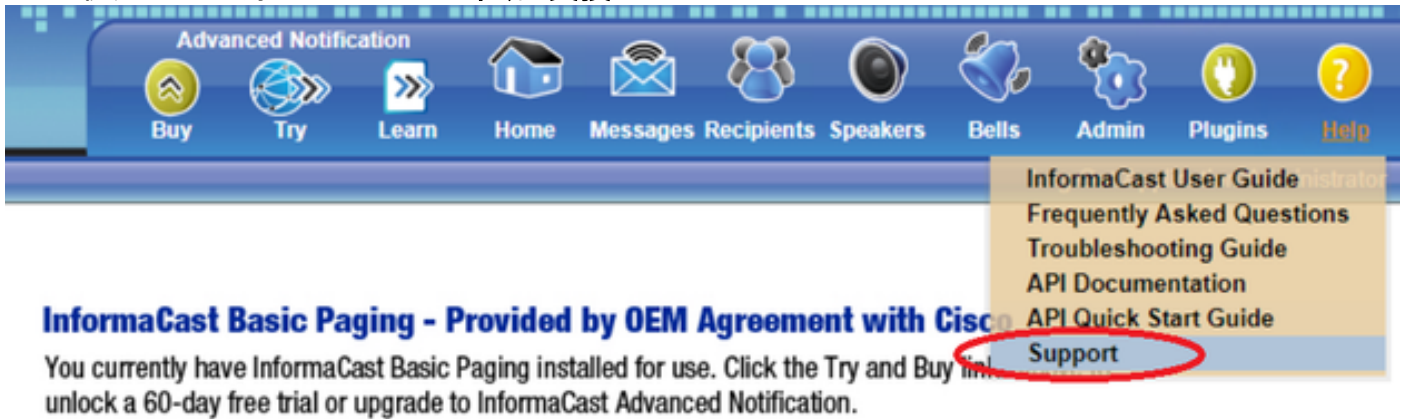 Advanced Notification
Buy Try Learn Home Messages Recipients Speakers Bells Admin Plugins Help
InformaCast User Guide
Frequently Asked Questions
Troubleshooting Guide
API Documentation
InformaCast Basic Paging - Provided by OEM Agreement with Cisco
API Quick Start Guide
Support
You currently have InformaCast Basic Paging installed for use. Click the Try and Buy
unlock a 60-day free trial or upgrade to InformaCast Advanced Notification.